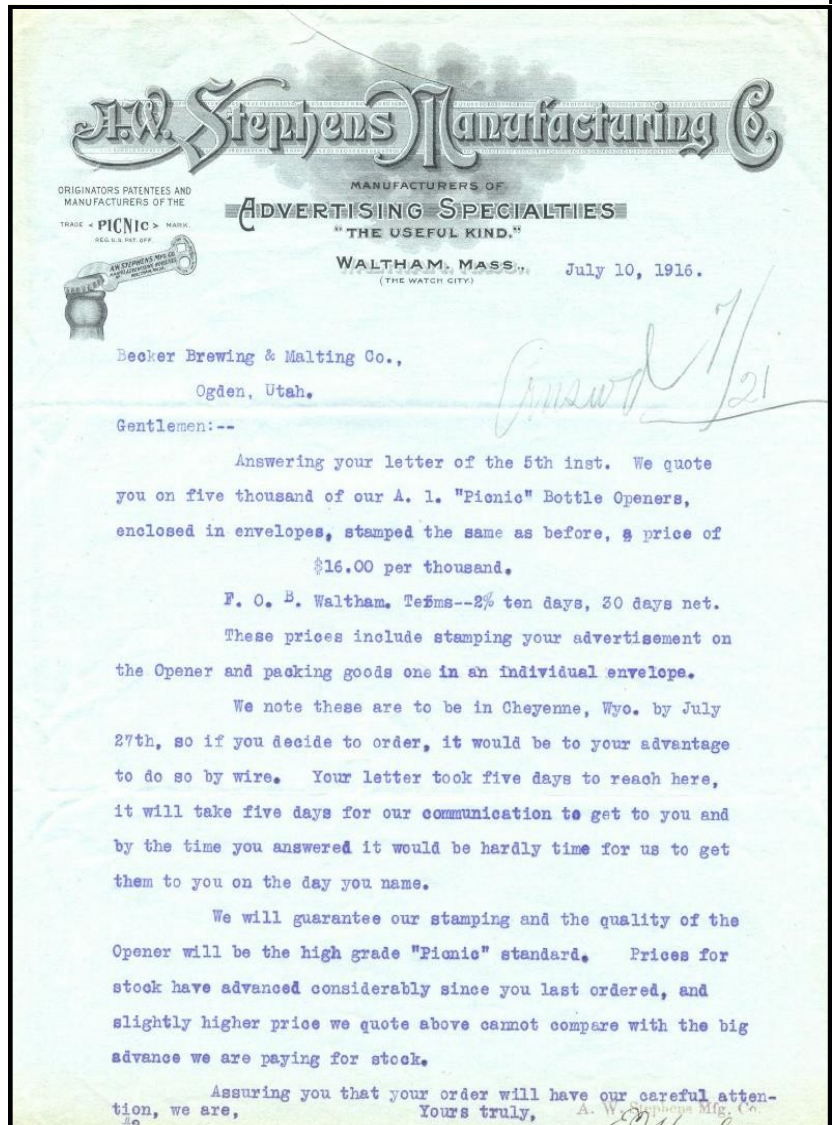 A.W. Stephens Manufacturing Co.
ORIGINATORS PATENTEES AND
MANUFACTURERS OF THE
TRADE < PICNIC > MARK.
REG. U.S. PAT. OFF.
A.W. STEPHENS MFG. CO.
WALTHAM, MASS.
MANUFACTURERS OF
ADVERTISING SPECIALTIES
"THE USEFUL KIND."
WALTHAM, MASS.,
(THE WATCH CITY)
July 10, 1916.
Answd 7/21
Becker Brewing & Malting Co.,
Ogden, Utah.
Gentlemen:--
Answering your letter of the 5th inst. We quote
you on five thousand of our A. 1. "Picnic" Bottle Openers,
enclosed in envelopes, stamped the same as before, a price of
$16.00 per thousand.
F. O. B. Waltham. Terms--2% ten days, 30 days net.
These prices include stamping your advertisement on
the Opener and packing goods one in an individual envelope.
We note these are to be in Cheyenne, Wyo. by July
27th, so if you decide to order, it would be to your advantage
to do so by wire. Your letter took five days to reach here,
it will take five days for our communication to get to you and
by the time you answered it would be hardly time for us to get
them to you on the day you name.
We will guarantee our stamping and the quality of the
Opener will be the high grade "Picnic" standard. Prices for
stock have advanced considerably since you last ordered, and
slightly higher price we quote above cannot compare with the big
advance we are paying for stock.
Assuring you that your order will have our careful atten-
tion, we are, Yours truly, A. W. Stephens Mfg. Co.